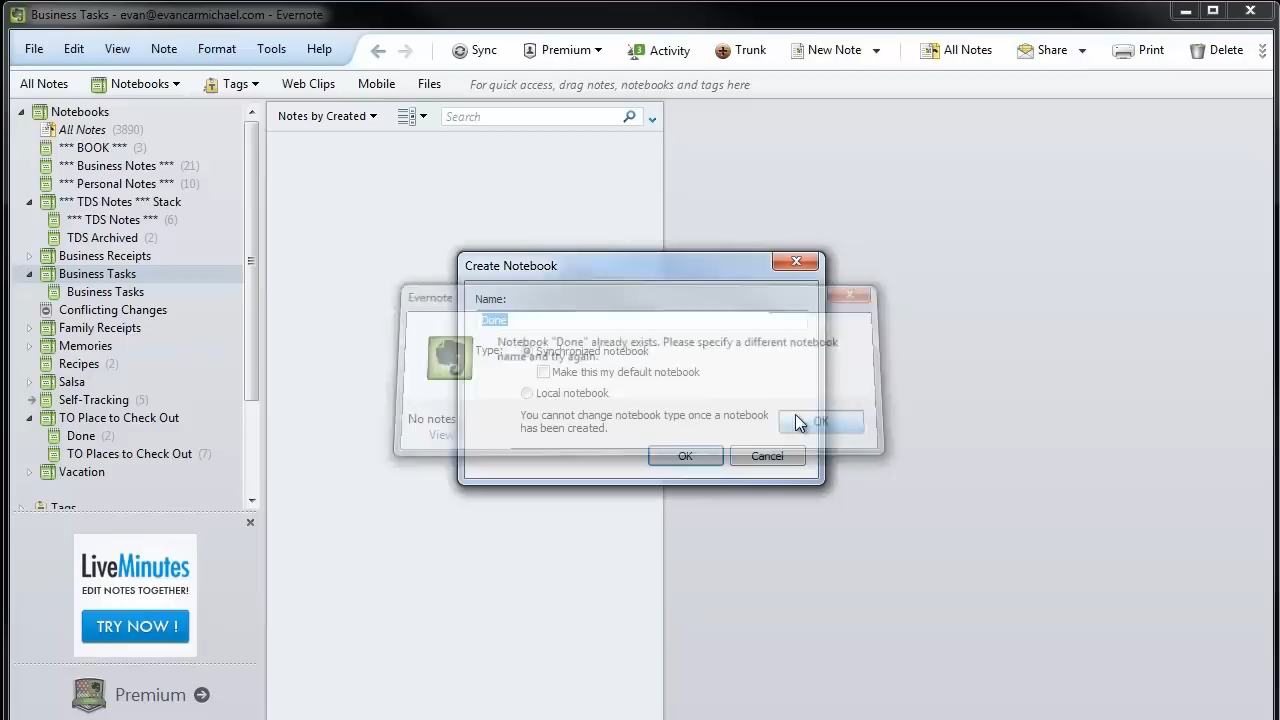 Business Tasks - evan@evancarmichael.com - Evernote
File Edit View Note Format Tools Help Sync Premium Activity Trunk New Note All Notes Share Print Delete
All Notes Notebooks Tags Web Clips Mobile Files For quick access, drag notes, notebooks and tags here
Notebooks
All Notes (3890)
*** BOOK *** (3)
*** Business Notes *** (21)
*** Personal Notes *** (10)
*** TDS Notes *** Stack
*** TDS Notes *** (6)
TDS Archived (2)
Business Receipts
Business Tasks
Business Tasks
Conflicting Changes
Family Receipts
Memories
Recipes (2)
Salsa
Self-Tracking (5)
TO Place to Check Out
Done (2)
TO Places to Check Out (7)
Vacation
Tags
LiveMinutes
EDIT NOTES TOGETHER!
TRY NOW !
Premium
Notes by Created Search
No notes
View
Create Notebook
Name:
Done
Type: Synchronized notebook
Make this my default notebook
Local notebook
You cannot change notebook type once a notebook
has been created.
OK Cancel
Evernote
Notebook "Done" already exists. Please specify a different notebook
name and try again.
OK